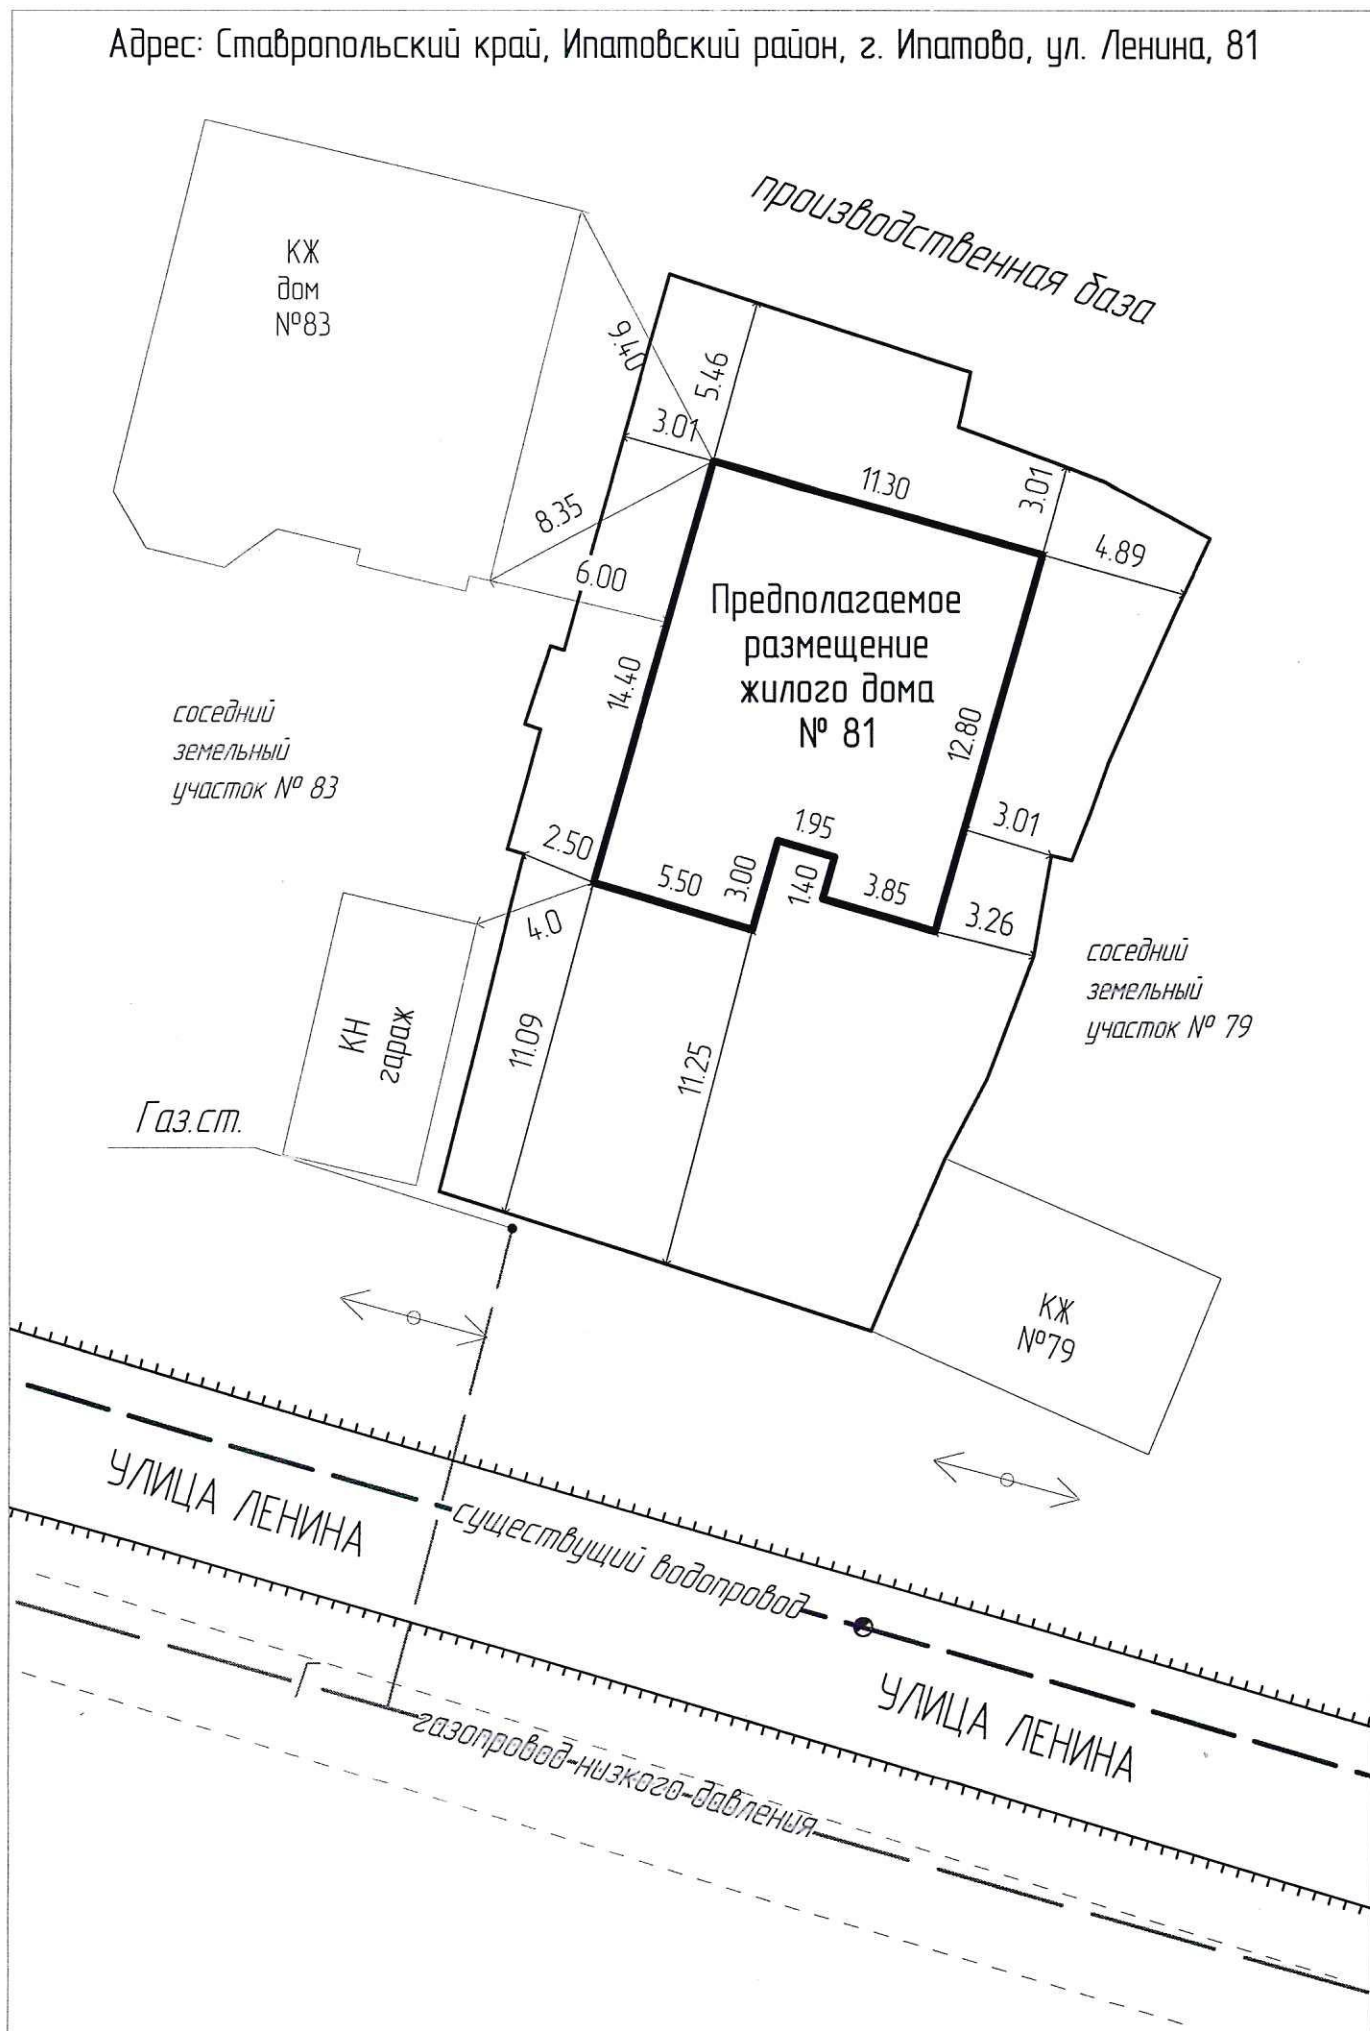 Адрес: Ставропольский край, Ипатовский район, г. Ипатово, ул. Ленина, 81
производственная база
КЖ
дом
№83
9.40
5.46
3.01
11.30
3.01
8.35
4.89
6.00
Предполагаемое
размещение
жилого дома
№ 81
14.40
12.80
соседний
земельный
участок № 83
1.95
3.01
2.50
5.50
3.00
1.40
3.85
3.26
4.0
соседний
земельный
участок № 79
КН
гараж
11.09
11.25
Газ.ст.
КЖ
№79
УЛИЦА ЛЕНИНА
существущий водопровод
УЛИЦА ЛЕНИНА
Г
газопровод-низкого-давления